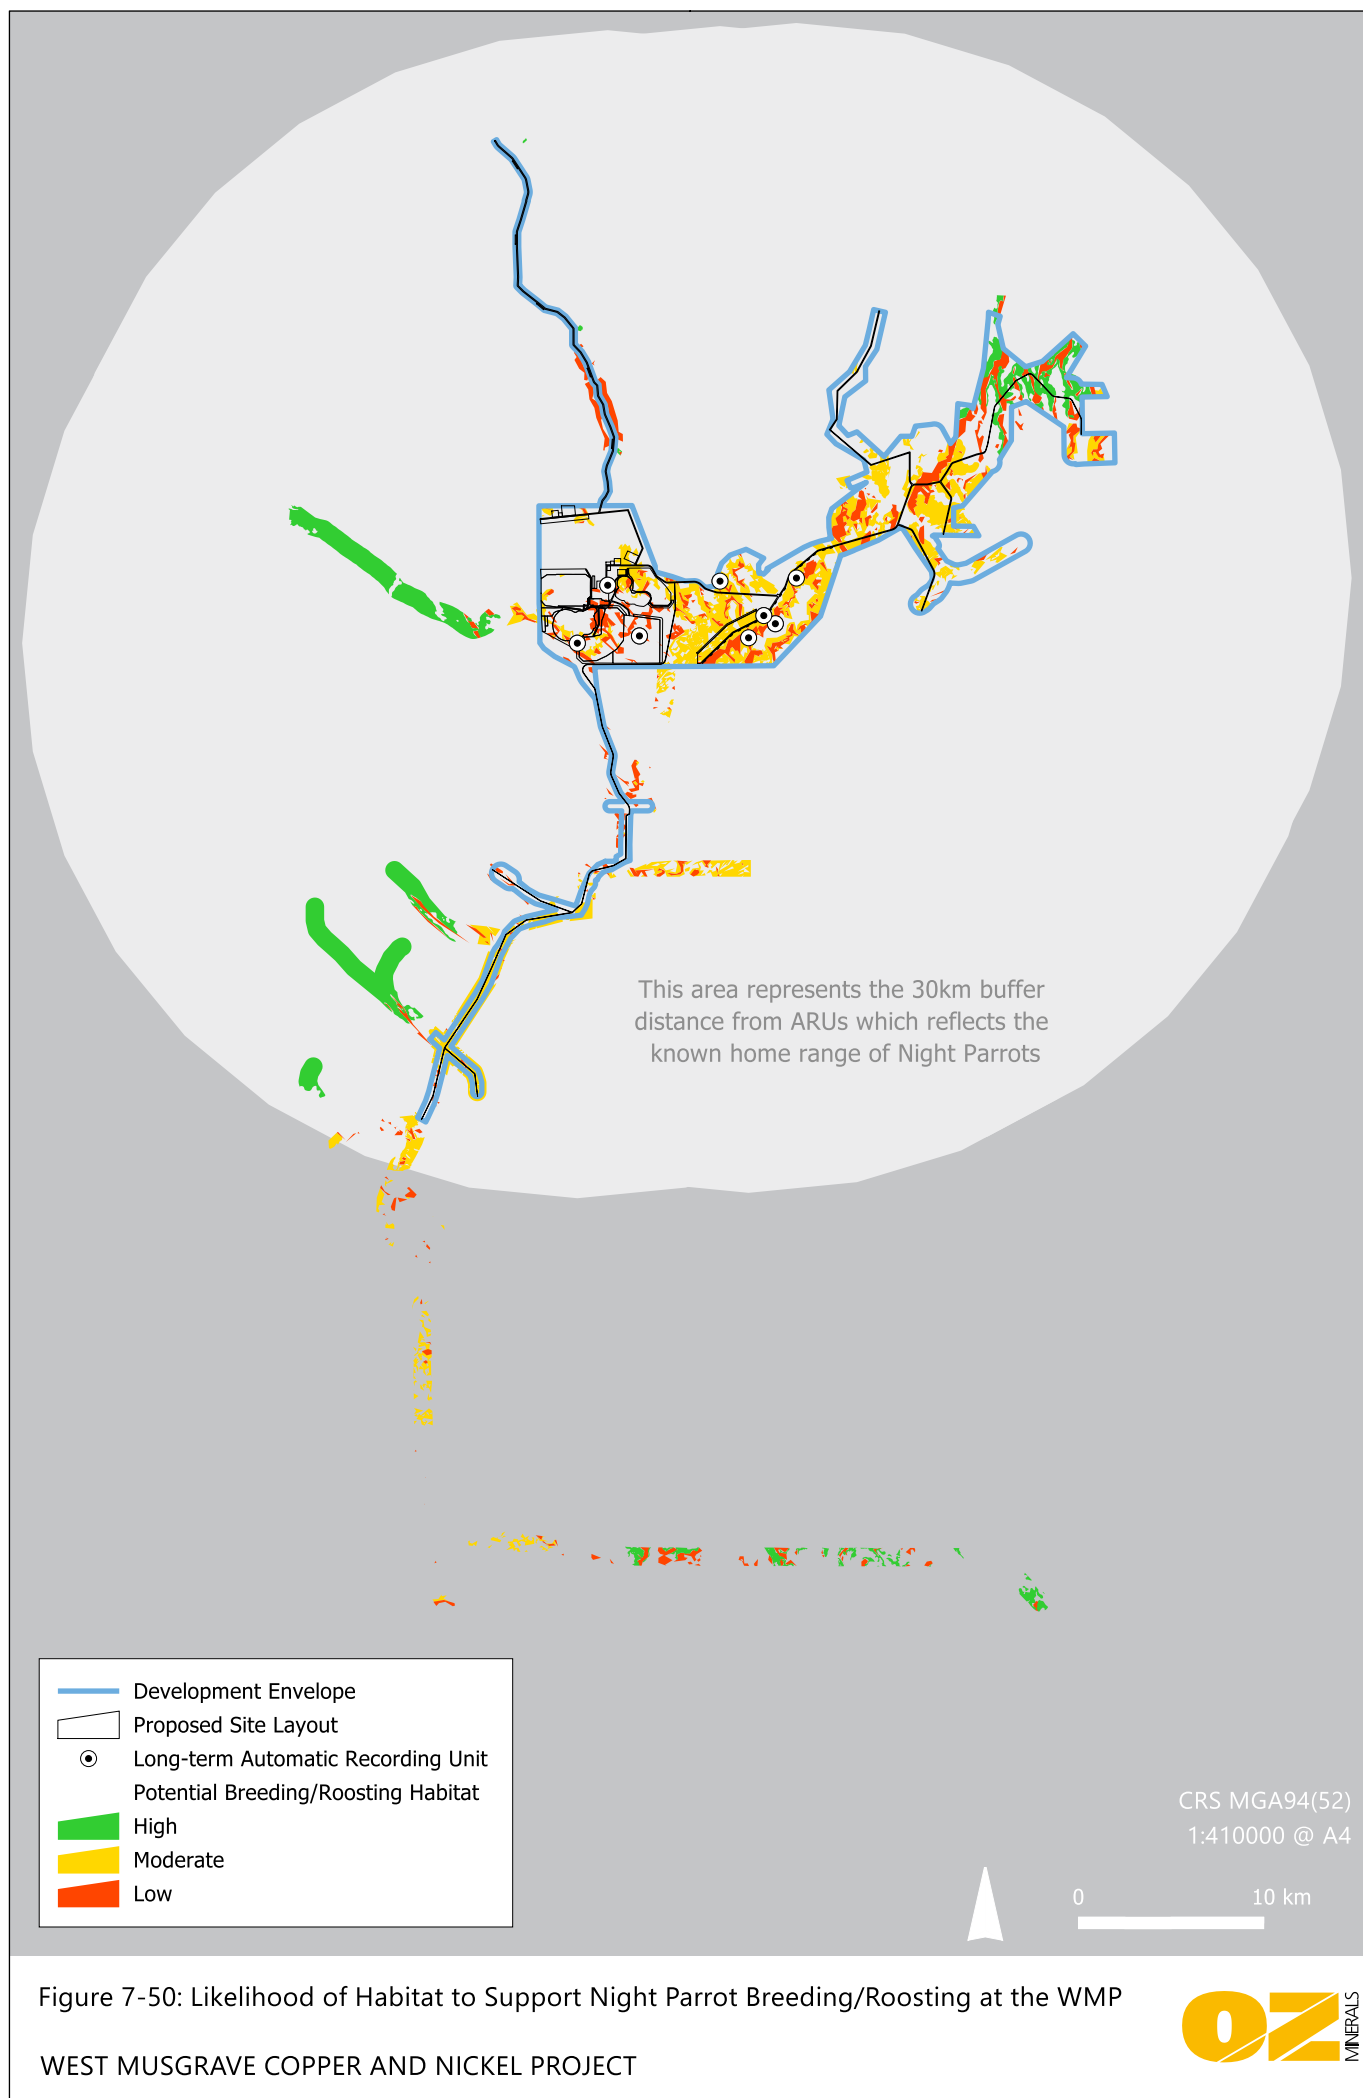 This area represents the 30km buffer
distance from ARUs which reflects the
known home range of Night Parrots
Development Envelope
Proposed Site Layout
Long-term Automatic Recording Unit
Potential Breeding/Roosting Habitat
High
Moderate
Low
CRS MGA94(52)
1:410000 @ A4
0 10 km
Figure 7-50: Likelihood of Habitat to Support Night Parrot Breeding/Roosting at the WMP
WEST MUSGRAVE COPPER AND NICKEL PROJECT
OZ
MINERALS